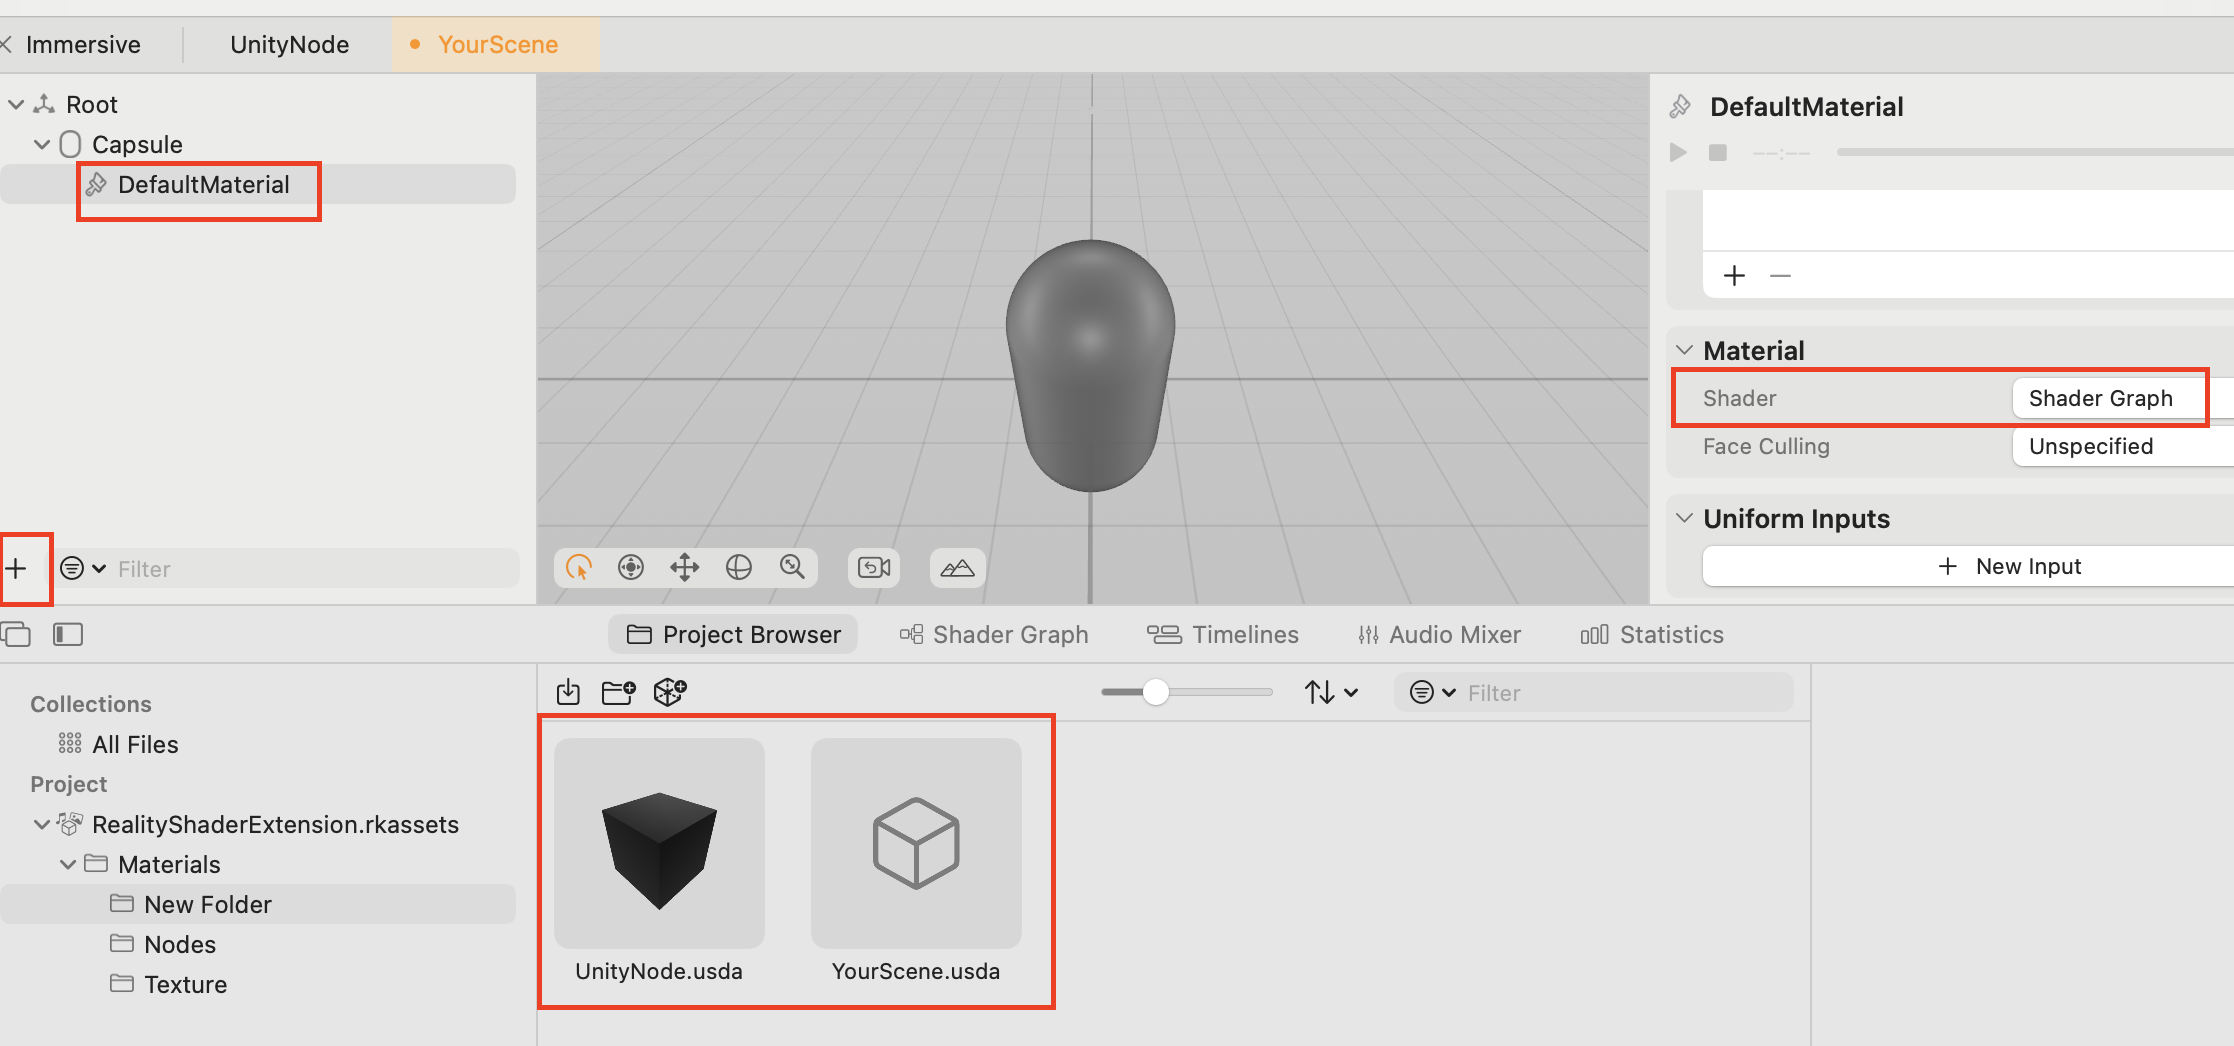 Immersive
UnityNode
YourScene
Root
Capsule
DefaultMaterial
Filter
DefaultMaterial
--:--
Material
Shader
Shader Graph
Face Culling
Unspecified
Uniform Inputs
New Input
Project Browser
Shader Graph
Timelines
Audio Mixer
Statistics
Collections
All Files
Project
RealityShaderExtension.rkassets
Materials
New Folder
Nodes
Texture
Filter
UnityNode.usda
YourScene.usda